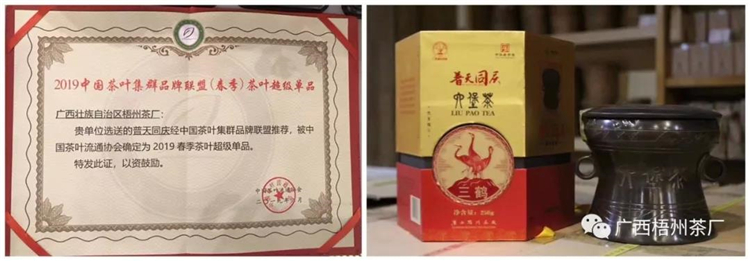 2019中国茶叶集群品牌联盟(春季)茶叶超级单品
广西壮族自治区梧州茶厂：
贵单位选送的普天同庆经中国茶叶集群品牌联盟推荐，被中
国茶叶流通协会确定为 2019 春季茶叶超级单品。
特发此证，以资鼓励。
普天同庆
六堡茶
LIU PAO TEA
三鹤
净含量：250g
广西梧州茶厂